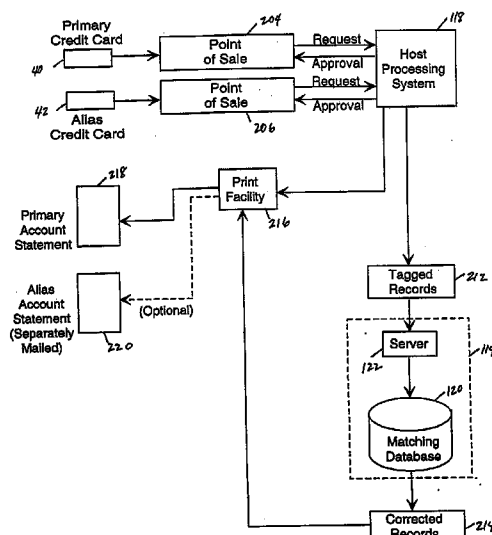 Primary
Credit Card
40
204
Point
of Sale
Request
Approval
118
Host
Processing
System
42
Alias
Credit Card
Point
of Sale
206
Request
Approval
218
Primary
Account
Statement
Print
Facility
216
Alias
Account
Statement
(Separately
Mailed)
220
(Optional)
Tagged
Records
212
Server
122
119
120
Matching
Database
Corrected
Records
214